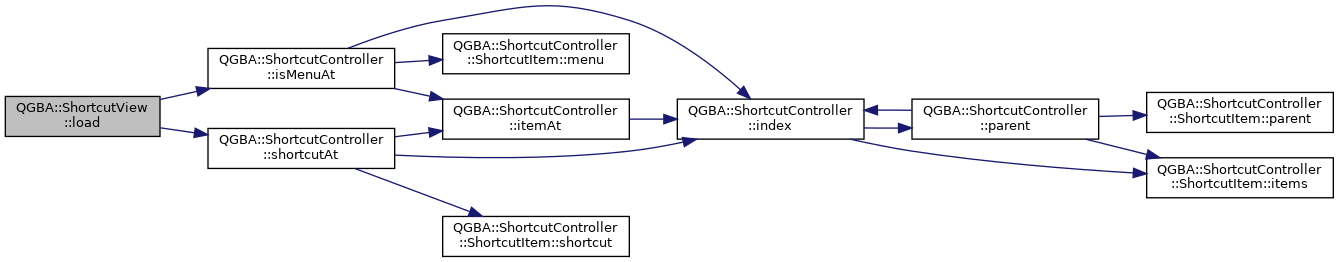 QGBA::ShortcutView
::load
QGBA::ShortcutController
::isMenuAt
QGBA::ShortcutController
::shortcutAt
QGBA::ShortcutController
::ShortcutItem::menu
QGBA::ShortcutController
::itemAt
QGBA::ShortcutController
::ShortcutItem::shortcut
QGBA::ShortcutController
::index
QGBA::ShortcutController
::parent
QGBA::ShortcutController
::ShortcutItem::parent
QGBA::ShortcutController
::ShortcutItem::items